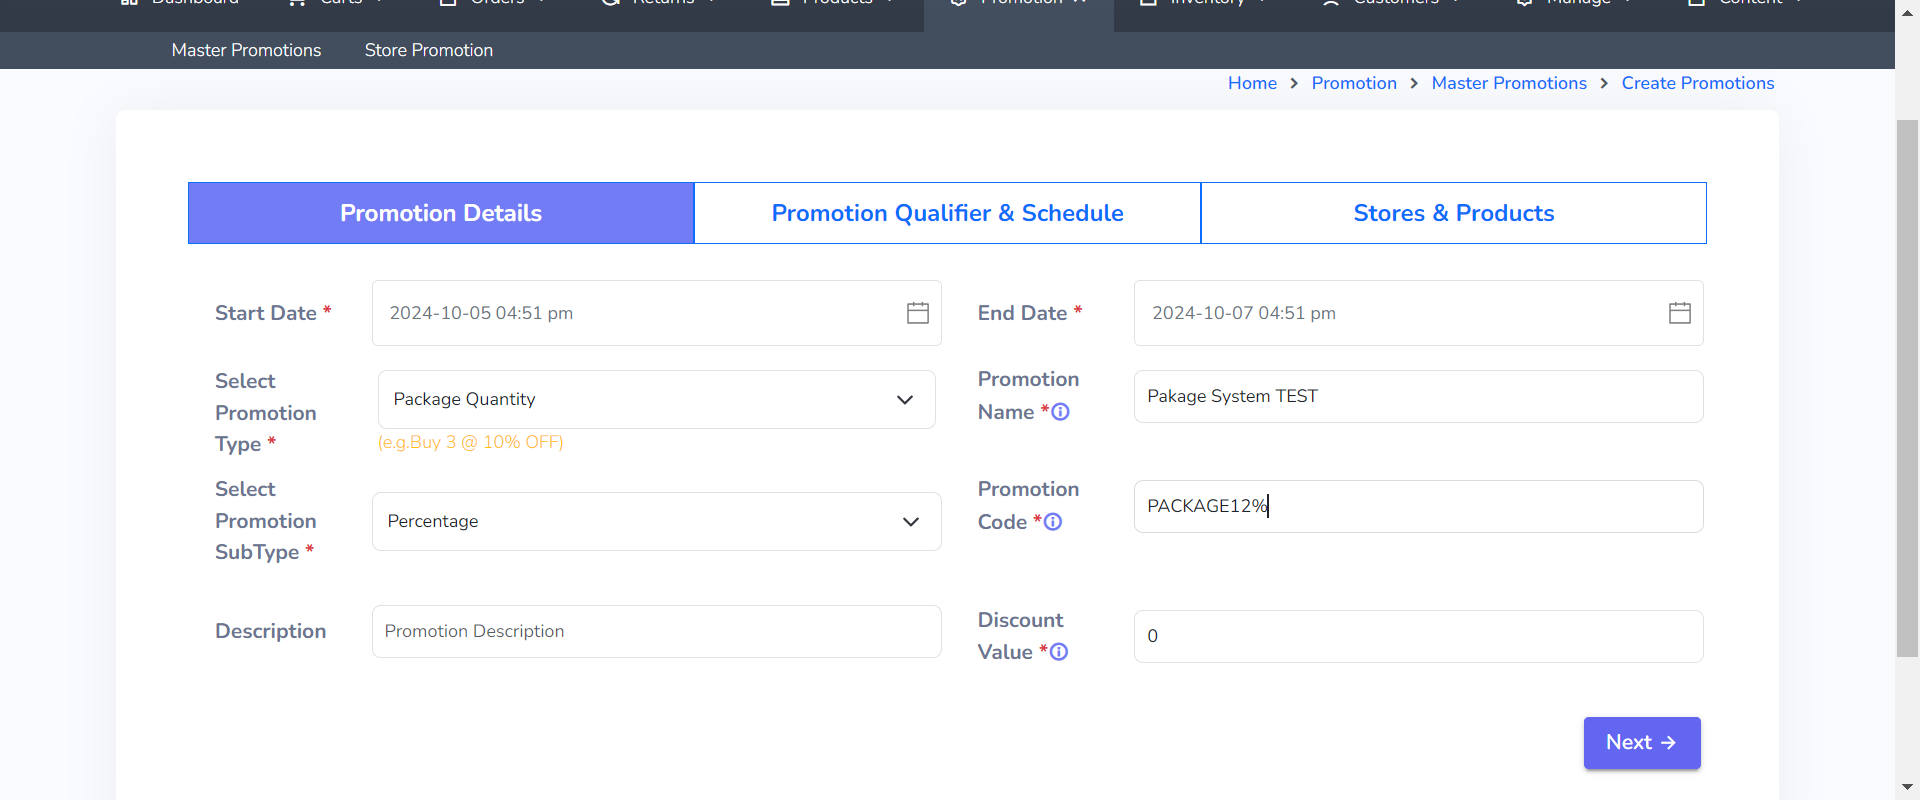 Dashboard Carts Orders Returns Products Promotion Inventory Customers Manage Content
Master Promotions Store Promotion
Home > Promotion > Master Promotions > Create Promotions
Promotion Details Promotion Qualifier & Schedule Stores & Products
Start Date * 2024-10-05 04:51 pm End Date * 2024-10-07 04:51 pm
Select
Promotion
Type *
Package Quantity
(e.g.Buy 3 @ 10% OFF)
Promotion
Name *
Pakage System TEST
Select
Promotion
SubType *
Percentage
Promotion
Code *
PACKAGE12%
Description Promotion Description
Discount
Value *
0
Next →